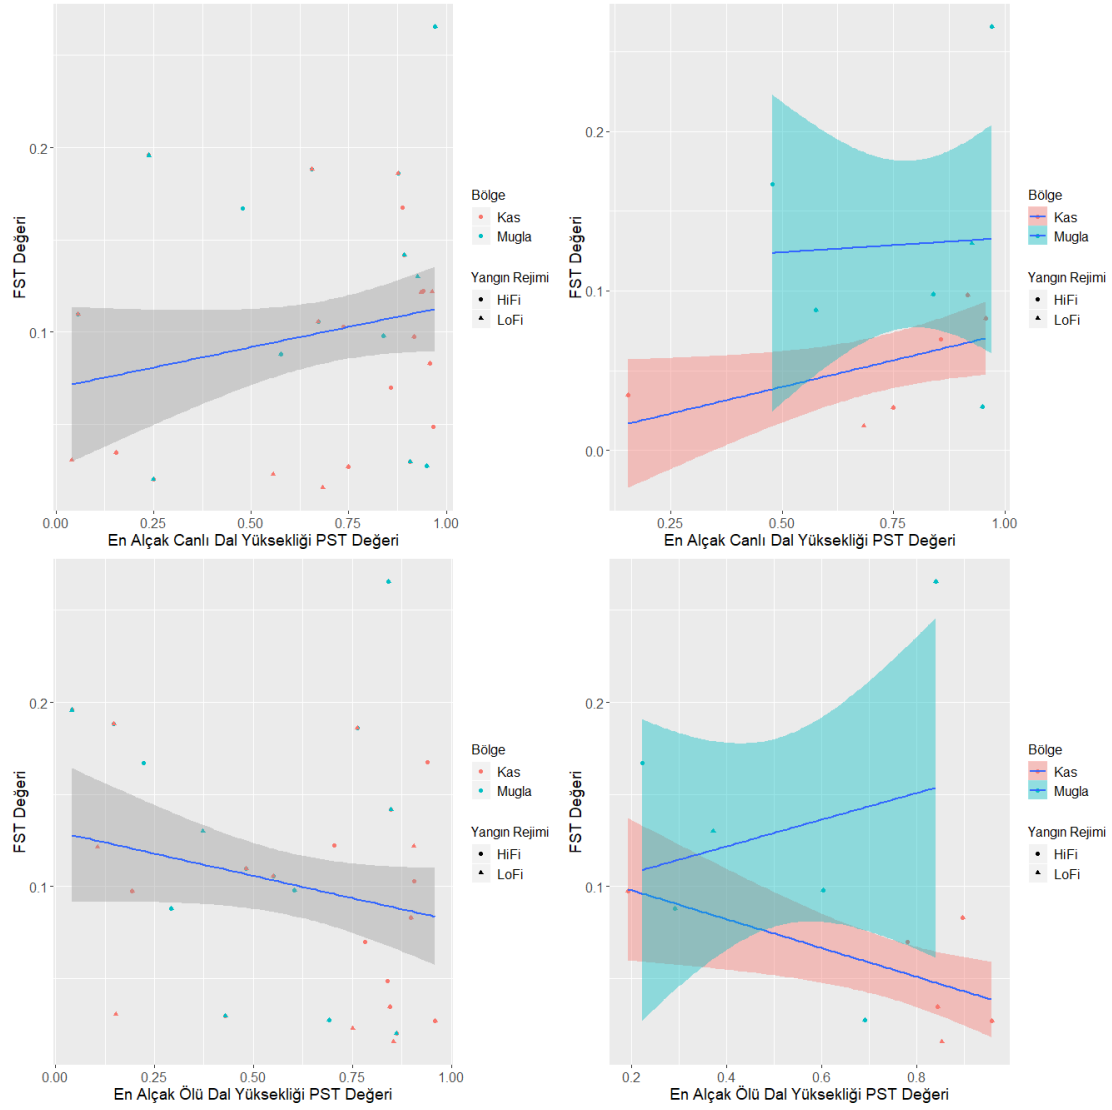 FST Değeri
0.2
0.1
0.00
0.25
0.50
0.75
1.00
En Alçak Canlı Dal Yüksekliği PST Değeri
Bölge
Kas
Mugla
Yangın Rejimi
HiFi
LoFi
FST Değeri
0.2
0.1
0.0
0.25
0.50
0.75
1.00
En Alçak Canlı Dal Yüksekliği PST Değeri
Bölge
Kas
Mugla
Yangın Rejimi
HiFi
LoFi
FST Değeri
0.2
0.1
0.00
0.25
0.50
0.75
1.00
En Alçak Ölü Dal Yüksekliği PST Değeri
Bölge
Kas
Mugla
Yangın Rejimi
HiFi
LoFi
FST Değeri
0.2
0.1
0.2
0.4
0.6
0.8
En Alçak Ölü Dal Yüksekliği PST Değeri
Bölge
Kas
Mugla
Yangın Rejimi
HiFi
LoFi